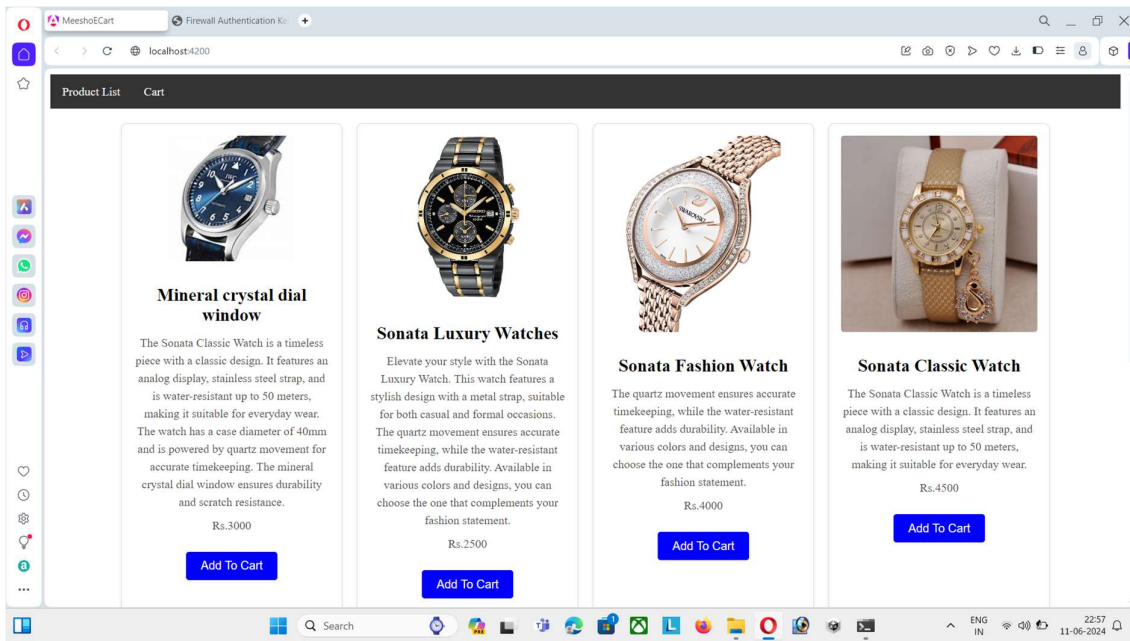 MeeshoECart
Firewall Authentication Ke
localhost:4200
Product List Cart
IWC
Mineral crystal dial
window
The Sonata Classic Watch is a timeless
piece with a classic design. It features an
analog display, stainless steel strap, and
is water-resistant up to 50 meters,
making it suitable for everyday wear.
The watch has a case diameter of 40mm
and is powered by quartz movement for
accurate timekeeping. The mineral
crystal dial window ensures durability
and scratch resistance.
Rs.3000
Add To Cart
SEIKO
Sonata Luxury Watches
Elevate your style with the Sonata
Luxury Watch. This watch features a
stylish design with a metal strap, suitable
for both casual and formal occasions.
The quartz movement ensures accurate
timekeeping, while the water-resistant
feature adds durability. Available in
various colors and designs, you can
choose the one that complements your
fashion statement.
Rs.2500
Add To Cart
SWAROVSKI
Sonata Fashion Watch
The quartz movement ensures accurate
timekeeping, while the water-resistant
feature adds durability. Available in
various colors and designs, you can
choose the one that complements your
fashion statement.
Rs.4000
Add To Cart
Sonata Classic Watch
The Sonata Classic Watch is a timeless
piece with a classic design. It features an
analog display, stainless steel strap, and
is water-resistant up to 50 meters,
making it suitable for everyday wear.
Rs.4500
Add To Cart
Search
ENG
IN
22:57
11-06-2024